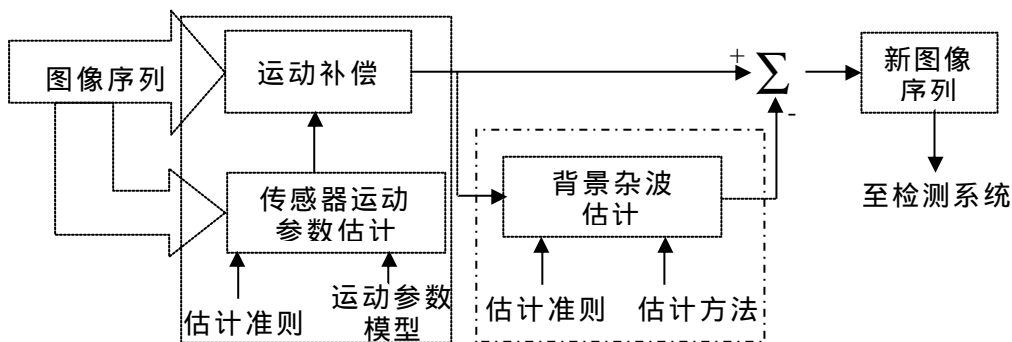 图像序列
运动补偿
+
Σ
-
新图像
序列
传感器运动
参数估计
背景杂波
估计
至检测系统
估计准则
运动参数
模型
估计准则
估计方法